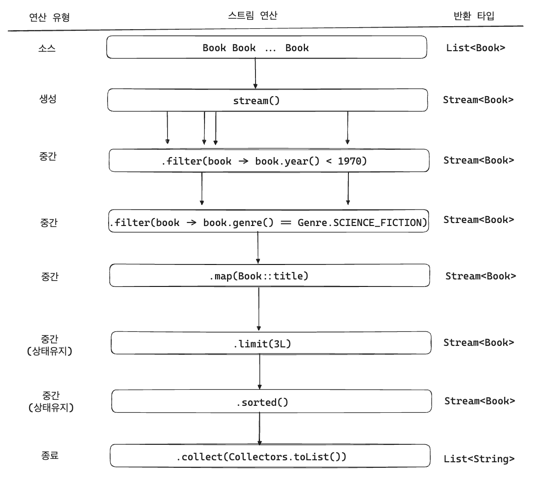 연산 유형 스트림 연산 반환 타입
소스 Book Book ... Book List<Book>
생성 stream() Stream<Book>
중간 .filter(book → book.year() < 1970) Stream<Book>
중간 .filter(book → book.genre() == Genre.SCIENCE_FICTION) Stream<Book>
중간 .map(Book::title) Stream<Book>
중간
(상태유지) .limit(3L) Stream<Book>
중간
(상태유지) .sorted() Stream<Book>
종료 .collect(Collectors.toList()) List<String>